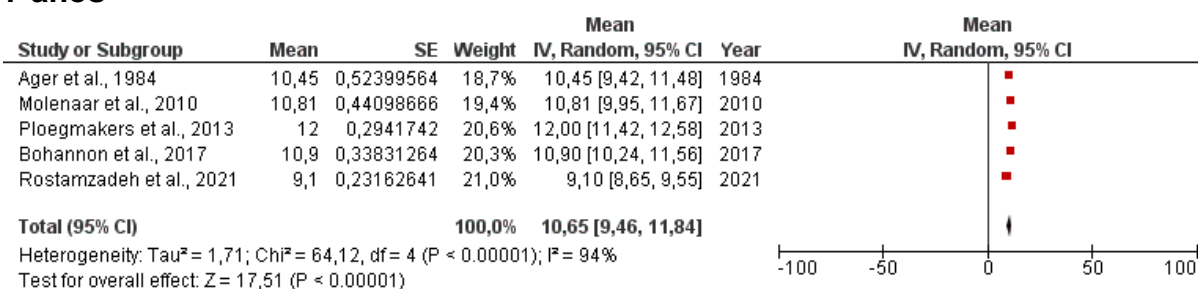 Mean Mean
Study or Subgroup Mean SE Weight IV, Random, 95% CI Year IV, Random, 95% CI
Ager et al., 1984 10,45 0,52399564 18,7% 10,45 [9,42, 11,48] 1984
Molenaar et al., 2010 10,81 0,44098666 19,4% 10,81 [9,95, 11,67] 2010
Ploegmakers et al., 2013 12 0,2941742 20,6% 12,00 [11,42, 12,58] 2013
Bohannon et al., 2017 10,9 0,33831264 20,3% 10,90 [10,24, 11,56] 2017
Rostamzadeh et al., 2021 9,1 0,23162641 21,0% 9,10 [8,65, 9,55] 2021
Total (95% CI) 100,0% 10,65 [9,46, 11,84]
Heterogeneity: Tau² = 1,71; Chi² = 64,12, df = 4 (P < 0.00001); I² = 94%
Test for overall effect: Z = 17,51 (P < 0.00001)
-100 -50 0 50 100